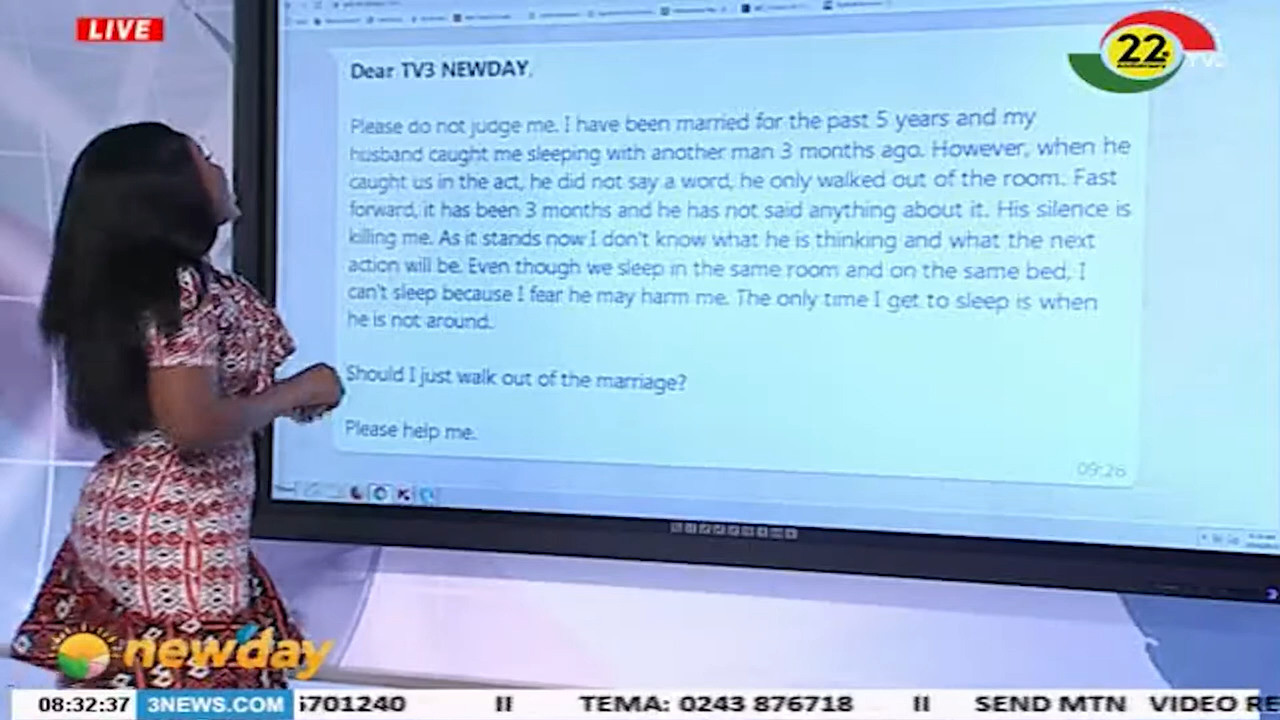 LIVE
22
Dear TV3 NEWDAY,
Please do not judge me. I have been married for the past 5 years and my
husband caught me sleeping with another man 3 months ago. However, when he
caught us in the act, he did not say a word, he only walked out of the room. Fast
forward, it has been 3 months and he has not said anything about it. His silence is
killing me. As it stands now I don't know what he is thinking and what the next
action will be. Even though we sleep in the same room and on the same bed, I
can't sleep because I fear he may harm me. The only time I get to sleep is when
he is not around.
Should I just walk out of the marriage?
Please help me.
09:26
newday
08:32:37 3NEWS.COM 5701240 II TEMA: 0243 876718 II SEND MTN VIDEO RE